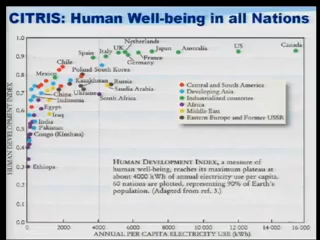 CITRIS: Human Well-being in all Nations
1.0
0.9
0.8
0.7
0.6
0.5
0.4
0.3
0.2
0.1
0.0
HUMAN DEVELOPMENT INDEX
Netherlands
UK
Spain
Italy
France
Germany
Japan
Australia
US
Canada
Chile
Mexico
Poland
South Korea
Russia
Saudi Arabia
China
Ukraine
Indonesia
South Africa
Egypt
Iraq
India
Pakistan
Congo (Kinshasa)
Ethiopia
Central and South America
Developing Asia
Industrialized countries
Africa
Middle East
Eastern Europe and Former USSR
HUMAN DEVELOPMENT INDEX, a measure of
human well-being, reaches its maximum plateau at
about 4000 kWh of annual electricity use per capita.
60 nations are plotted, representing 90% of Earth's
population. (Adapted from ref. 3.)
0 2000 4000 6000 8000 10 000 12 000 14 000 16 000
ANNUAL PER CAPITA ELECTRICITY USE (kWh)